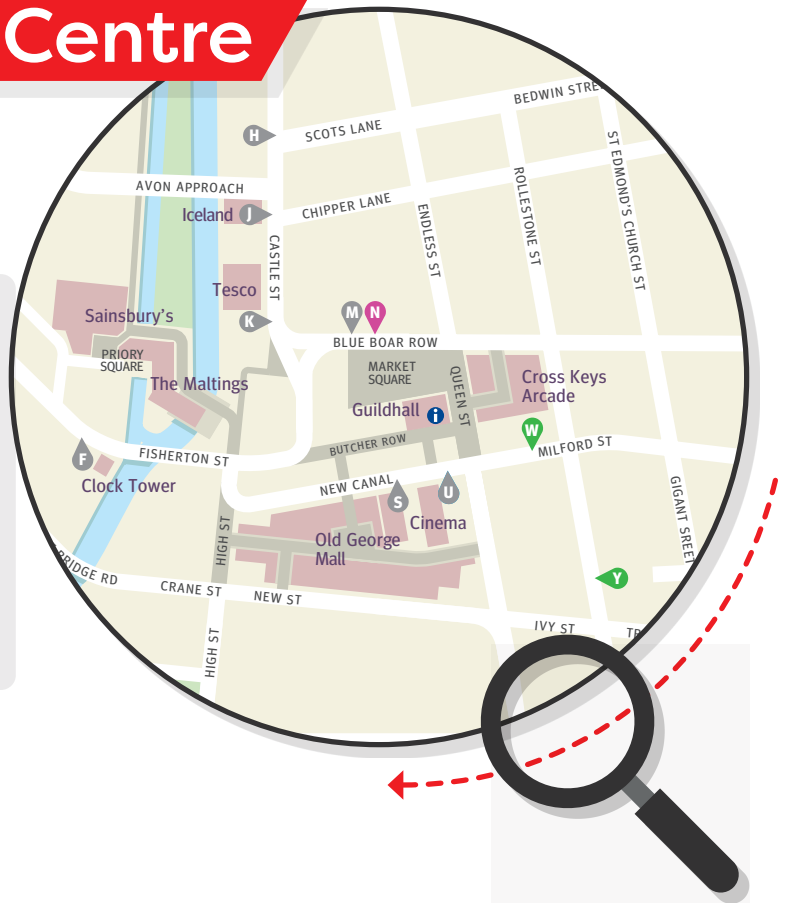 Centre
BEDWIN STRE
SCOTS LANE
H
ST EDMOND'S CHURCH ST
AVON APPROACH
ROLLESTONE ST
Iceland
J
CHIPPER LANE
ENDLESS ST
CASTLE ST
Tesco
Sainsbury's
K
M
N
BLUE BOAR ROW
PRIORY
SQUARE
MARKET
SQUARE
The Maltings
QUEEN ST
Cross Keys
Arcade
Guildhall
i
W
BUTCHER ROW
MILFORD ST
F
FISHERTON ST
Clock Tower
NEW CANAL
S
U
GIGANT SREET
Cinema
HIGH ST
Old George
Mall
BRIDGE RD
CRANE ST
NEW ST
Y
IVY ST
TR
HIGH ST